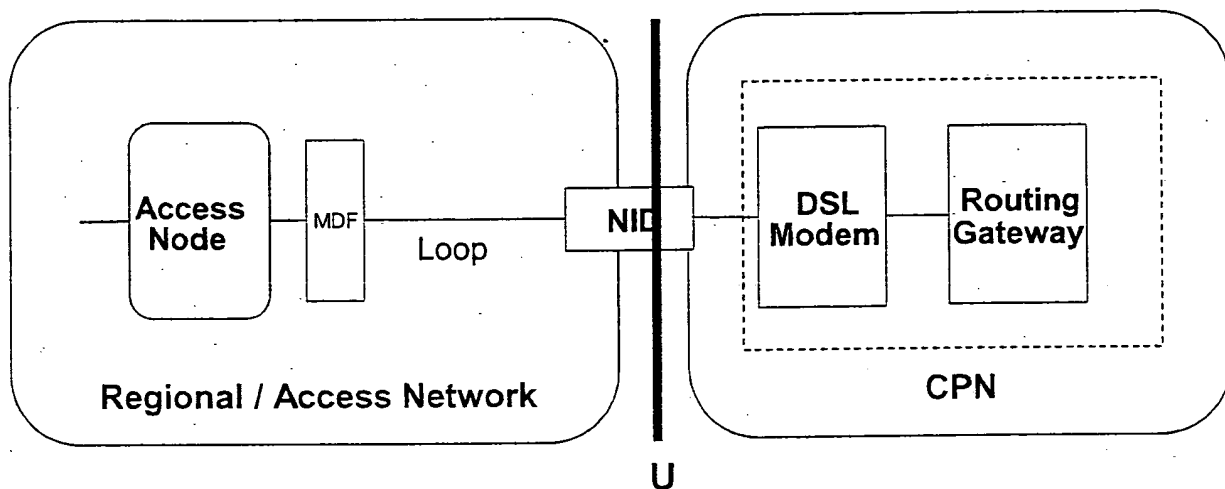 Access
Node
MDF
Loop
NID
DSL
Modem
Routing
Gateway
Regional / Access Network
CPN
U